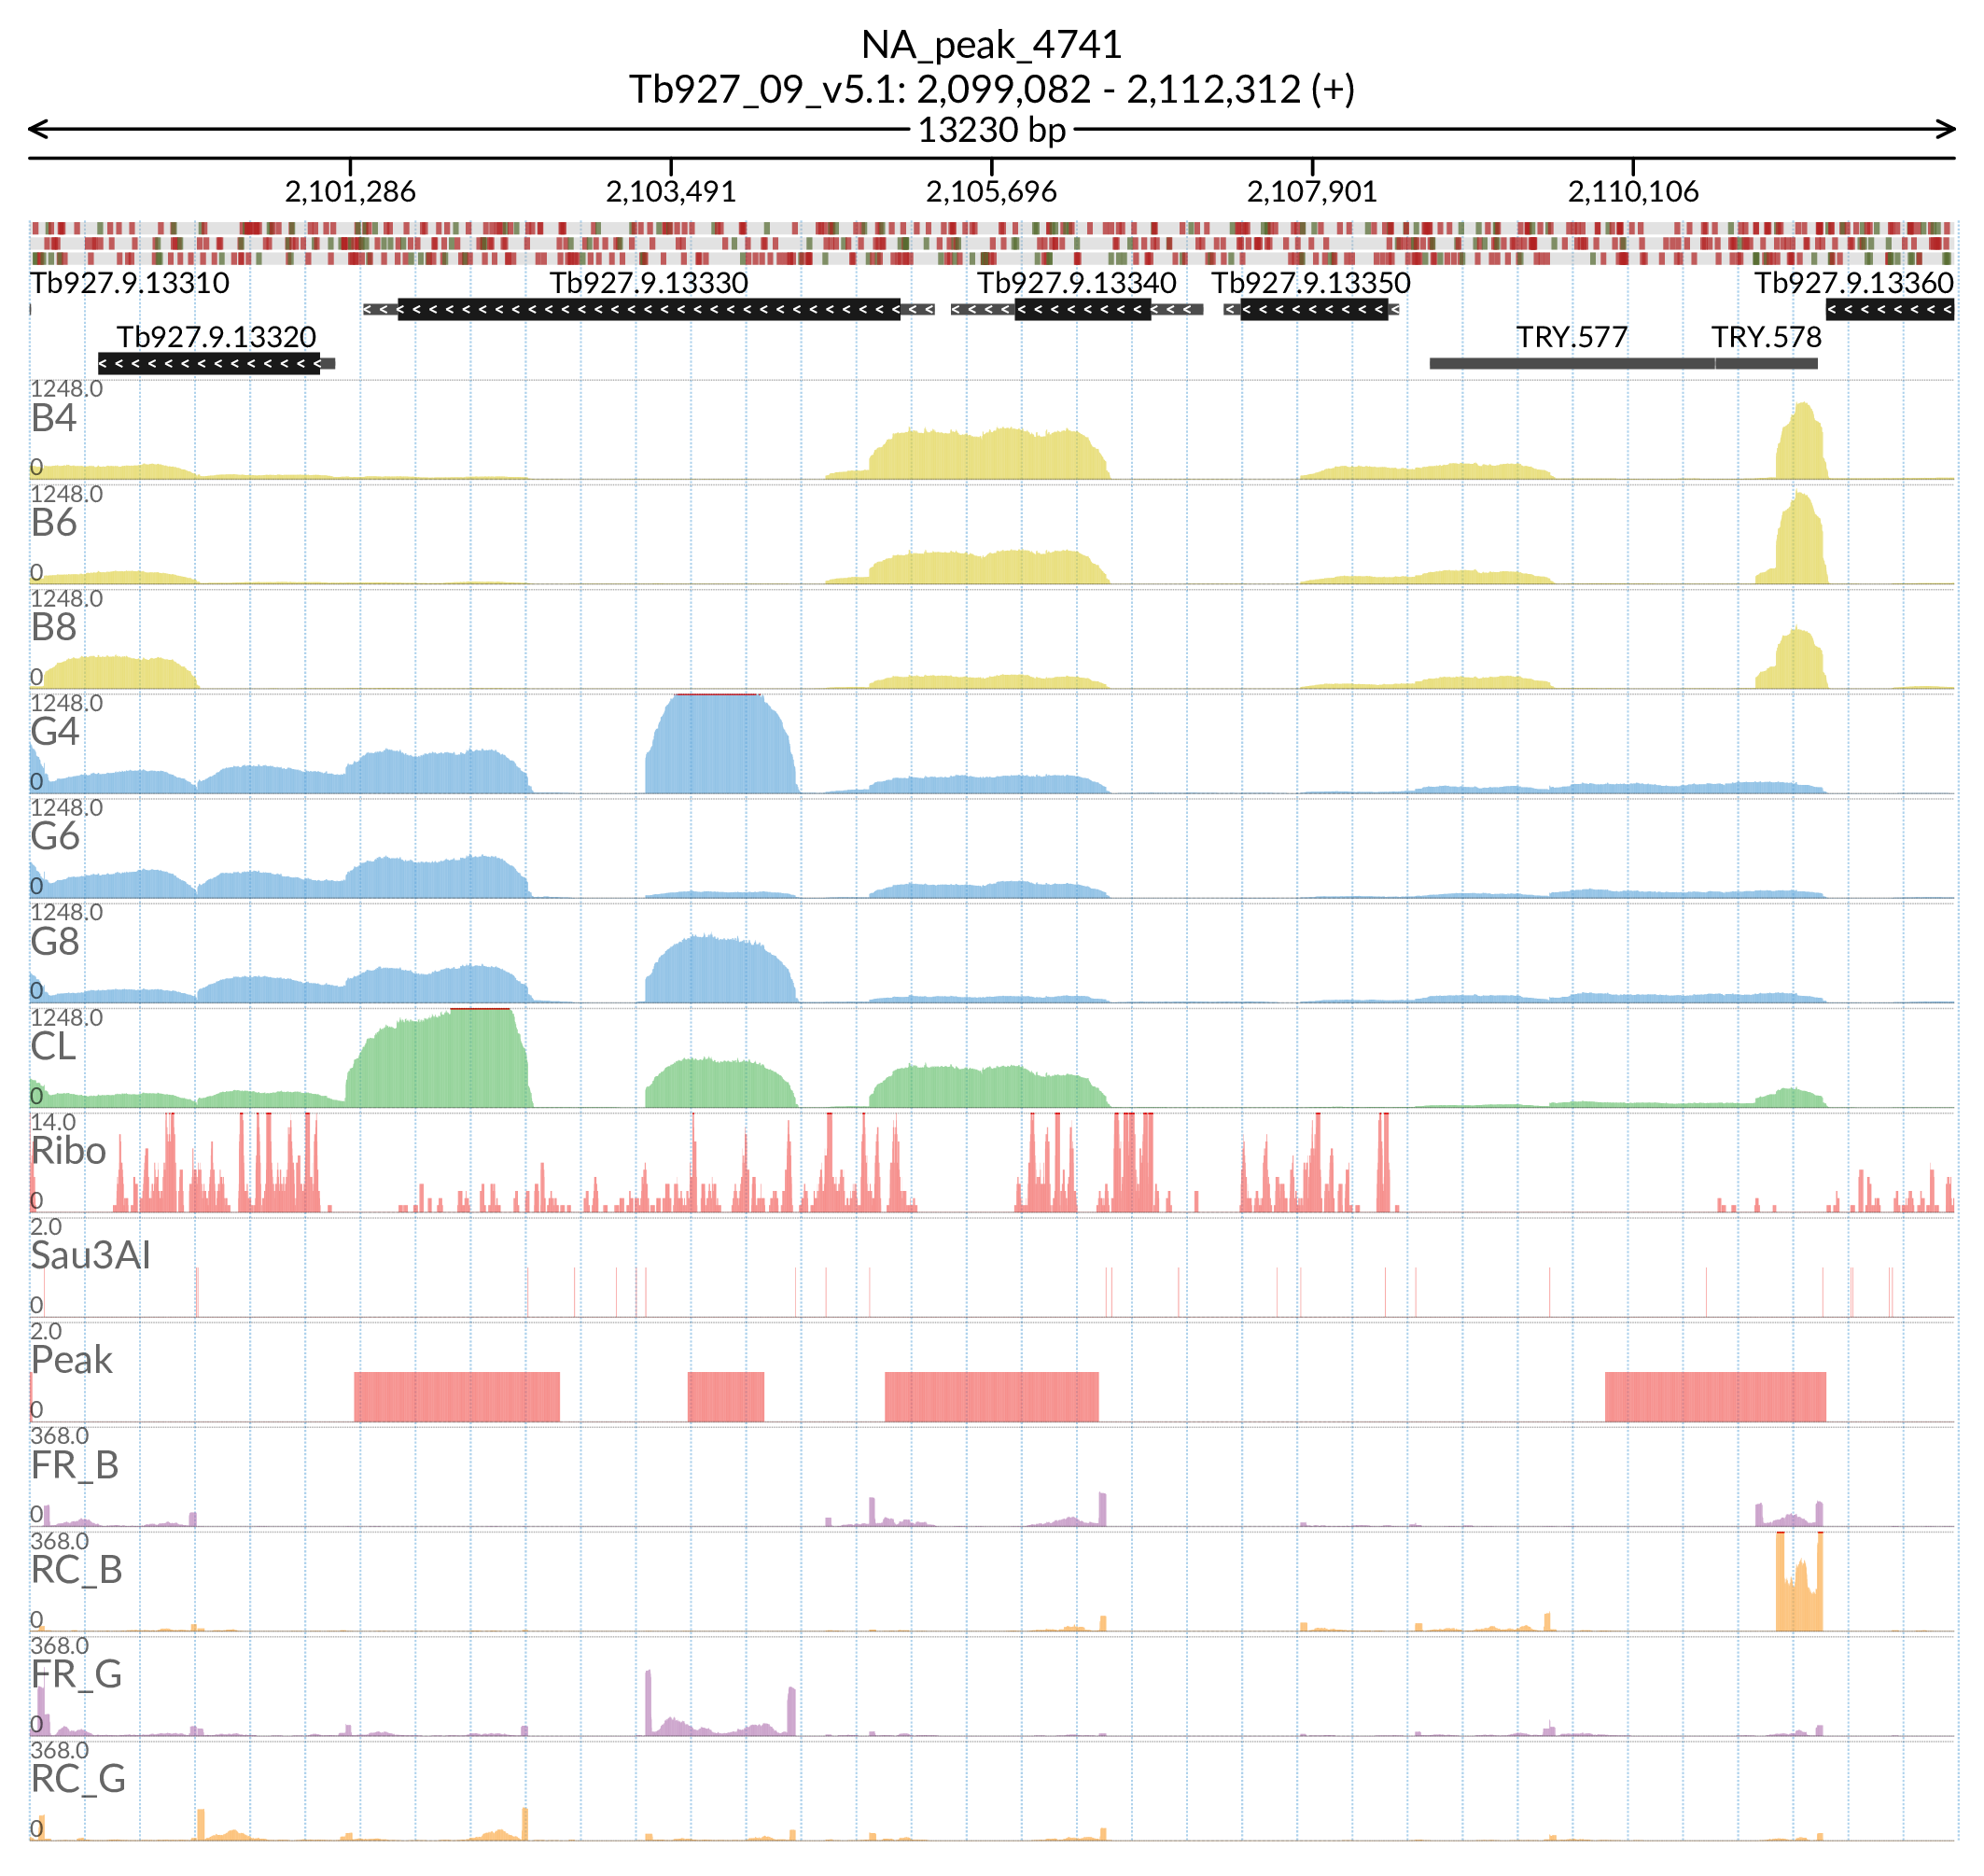 NA_peak_4741
Tb927_09_v5.1: 2,099,082 - 2,112,312 (+)
13230 bp
2,101,286 2,103,491 2,105,696 2,107,901 2,110,106
Tb927.9.13310 Tb927.9.13330 Tb927.9.13340 Tb927.9.13350 Tb927.9.13360
Tb927.9.13320 TRY.577 TRY.578
1248.0
B4
0
1248.0
B6
0
1248.0
B8
0
1248.0
G4
0
1248.0
G6
0
1248.0
G8
0
1248.0
CL
0
14.0
Ribo
0
2.0
Sau3AI
0
2.0
Peak
0
368.0
FR_B
0
368.0
RC_B
0
368.0
FR_G
0
368.0
RC_G
0